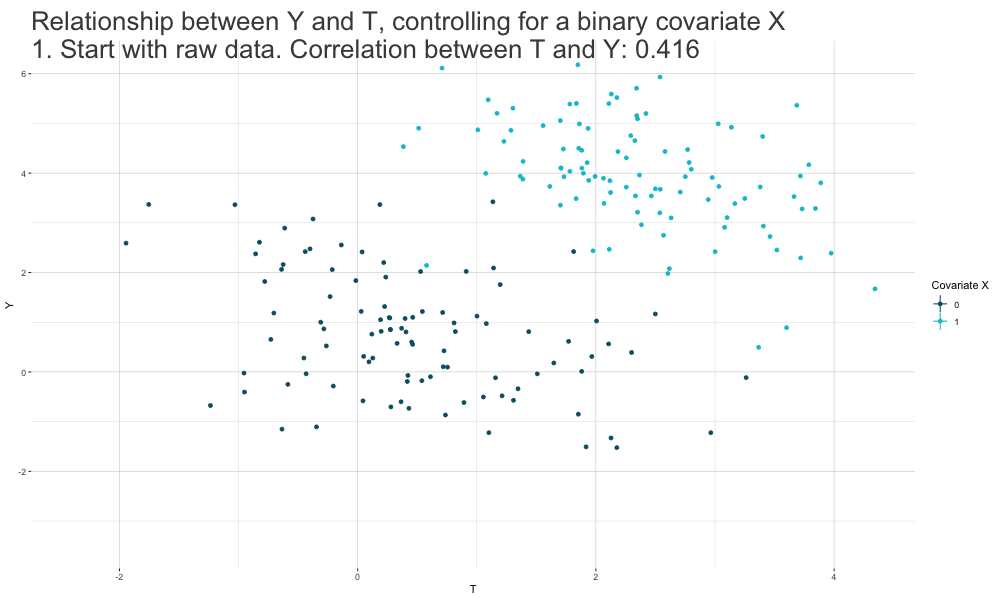 Relationship between Y and T, controlling for a binary covariate X
1. Start with raw data. Correlation between T and Y: 0.416
6
4
2
0
-2
Y
-2
0
2
4
T
Covariate X
0
1